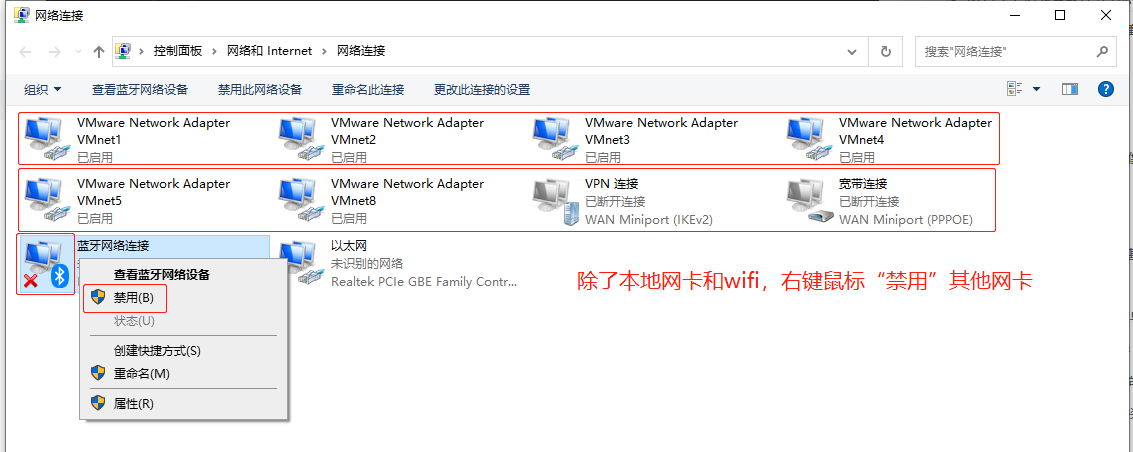 网络连接
控制面板 › 网络和 Internet › 网络连接
搜索"网络连接"
组织 查看蓝牙网络设备 禁用此网络设备 重命名此连接 更改此连接的设置
VMware Network Adapter VMnet1
已启用
VMware Network Adapter VMnet2
已启用
VMware Network Adapter VMnet3
已启用
VMware Network Adapter VMnet4
已启用
VMware Network Adapter VMnet5
已启用
VMware Network Adapter VMnet8
已启用
VPN 连接
已断开连接
WAN Miniport (IKEv2)
宽带连接
已断开连接
WAN Miniport (PPPOE)
蓝牙网络连接
以太网
未识别的网络
Realtek PCIe GBE Family Contr...
查看蓝牙网络设备
禁用(B)
状态(U)
创建快捷方式(S)
重命名(M)
属性(R)
除了本地网卡和wifi，右键鼠标“禁用”其他网卡